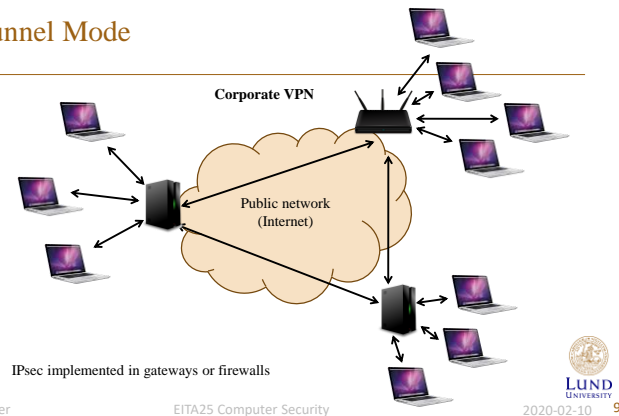 unnel Mode
Corporate VPN
Public network
(Internet)
IPsec implemented in gateways or firewalls
LUND
UNIVERSITY
er
EITA25 Computer Security
2020-02-10
9